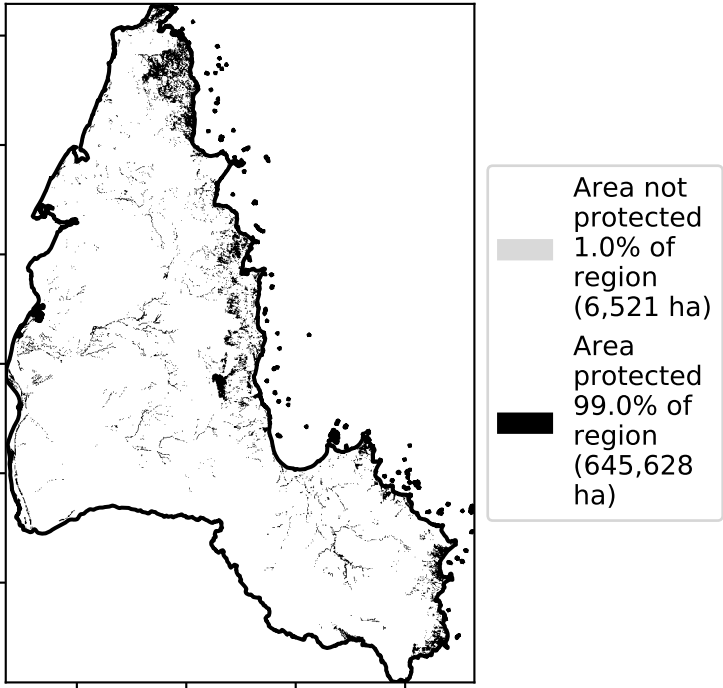 Area not
protected
1.0% of
region
(6,521 ha)
Area
protected
99.0% of
region
(645,628
ha)